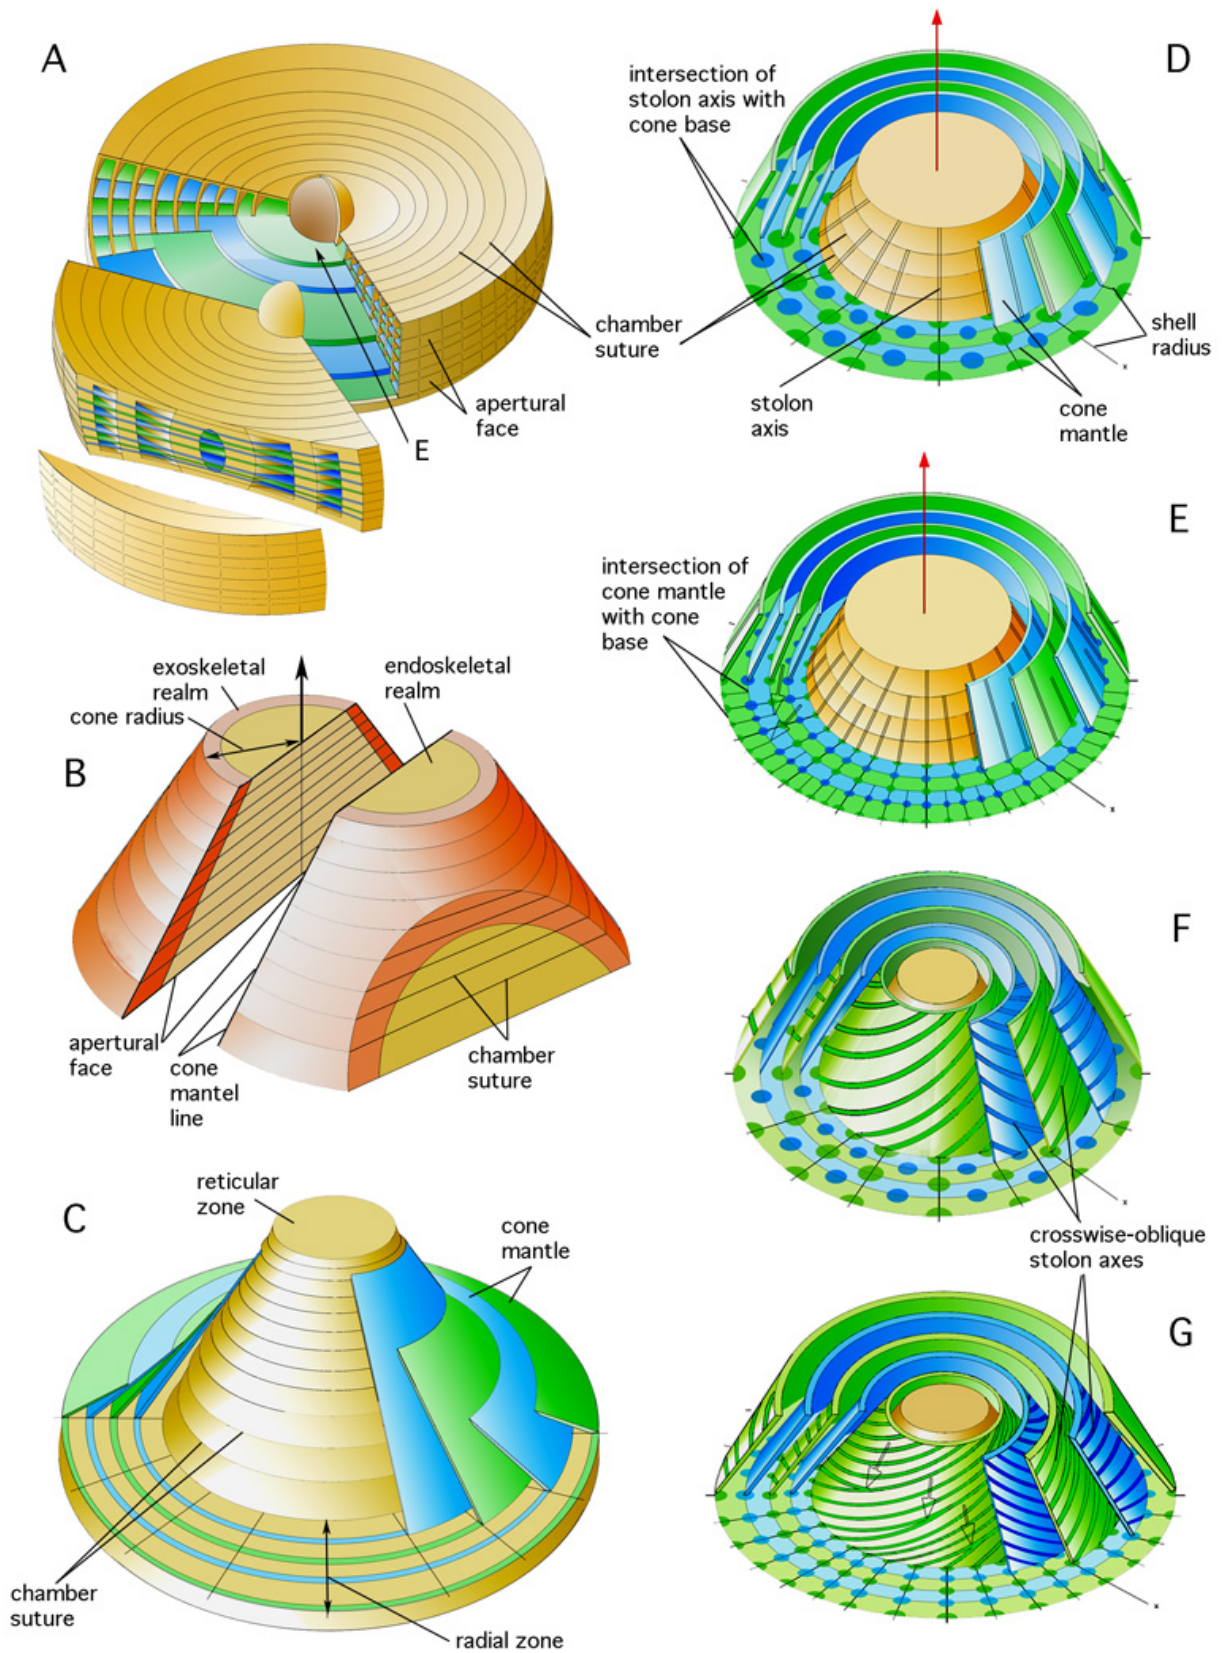 A
chamber
suture
apertural
face
E
D
intersection of
stolon axis with
cone base
shell
radius
x
stolon
axis
cone
mantle
E
intersection of
cone mantle
with cone
base
x
exoskeletal
realm
cone radius
endoskeletal
realm
B
apertural
face
cone
mantel
line
chamber
suture
F
x
crosswise-oblique
stolon axes
C
reticular
zone
cone
mantle
chamber
suture
radial zone
G
x